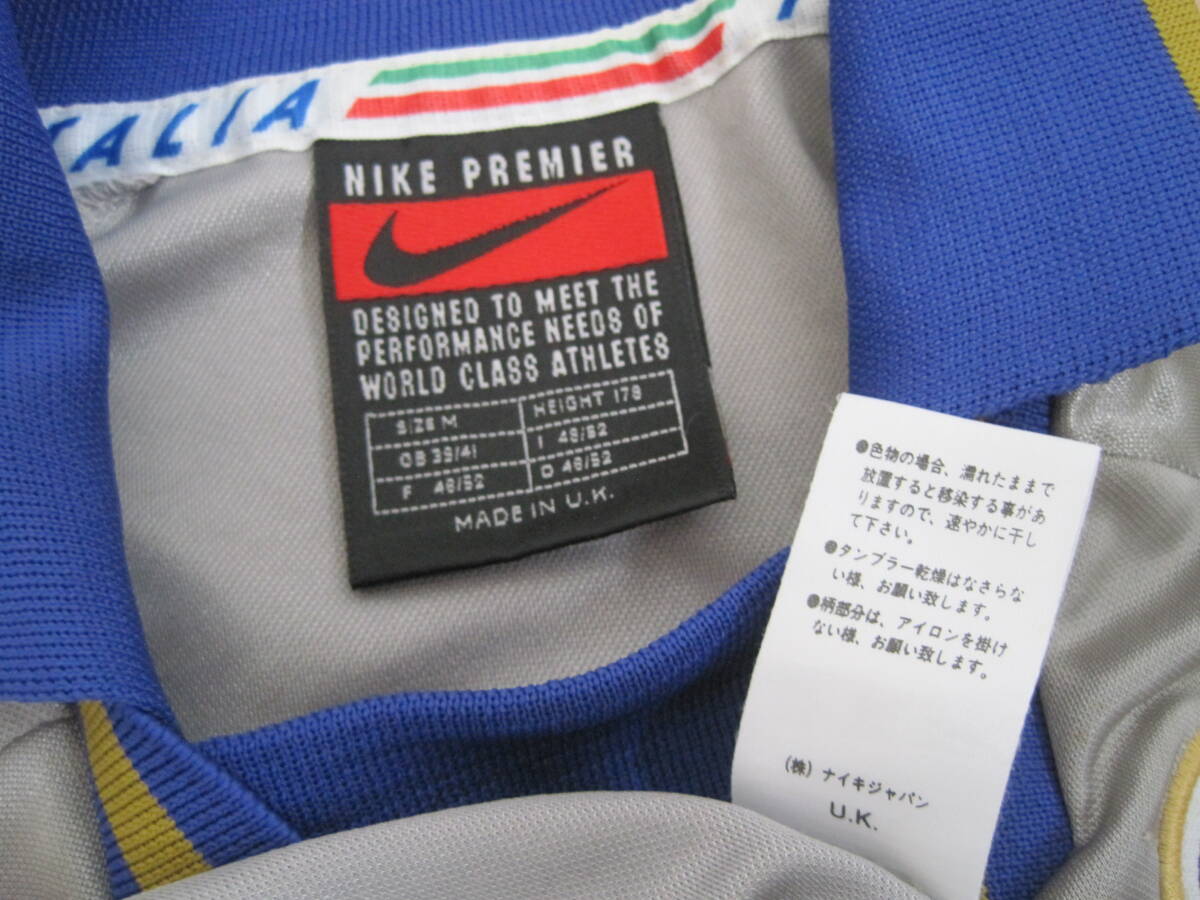 TALIA
NIKE PREMIER
DESIGNED TO MEET THE
PERFORMANCE NEEDS OF
WORLD CLASS ATHLETES
SIZE M HEIGHT 178
GB 39/41 I 48/52
F 48/52 D 48/52
MADE IN U.K.
●色物の場合、濡れたままで
放置すると移染する事があ
りますので、速やかに干し
て下さい。
●タンブラー乾燥はなさらな
い様、お願い致します。
●柄部分は、アイロンを掛け
ない様、お願い致します。
(株) ナイキジャパン
U.K.